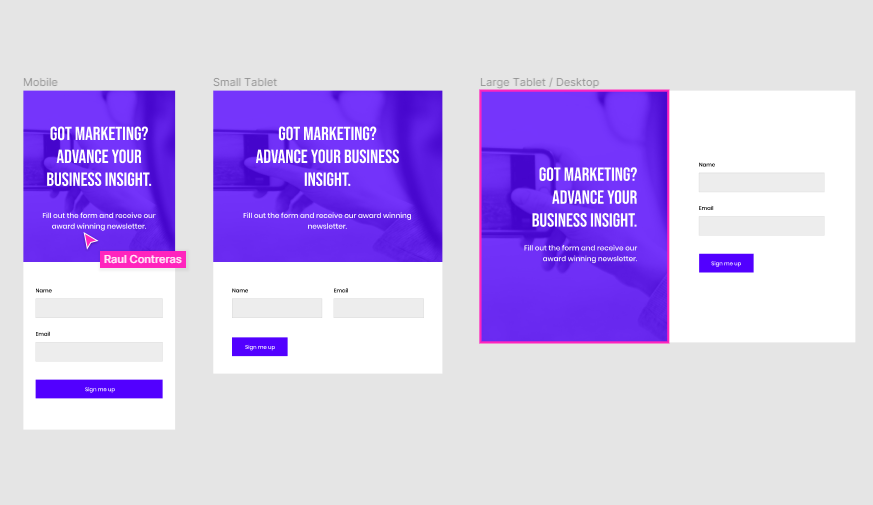 Mobile
GOT MARKETING?
ADVANCE YOUR
BUSINESS INSIGHT.
Fill out the form and receive our
award winning newsletter.
Raul Contreras
Name
Email
Sign me up
Small Tablet
GOT MARKETING?
ADVANCE YOUR BUSINESS
INSIGHT.
Fill out the form and receive our award winning
newsletter.
Name
Email
Sign me up
Large Tablet / Desktop
GOT MARKETING?
ADVANCE YOUR
BUSINESS INSIGHT.
Fill out the form and receive our
award winning newsletter.
Name
Email
Sign me up